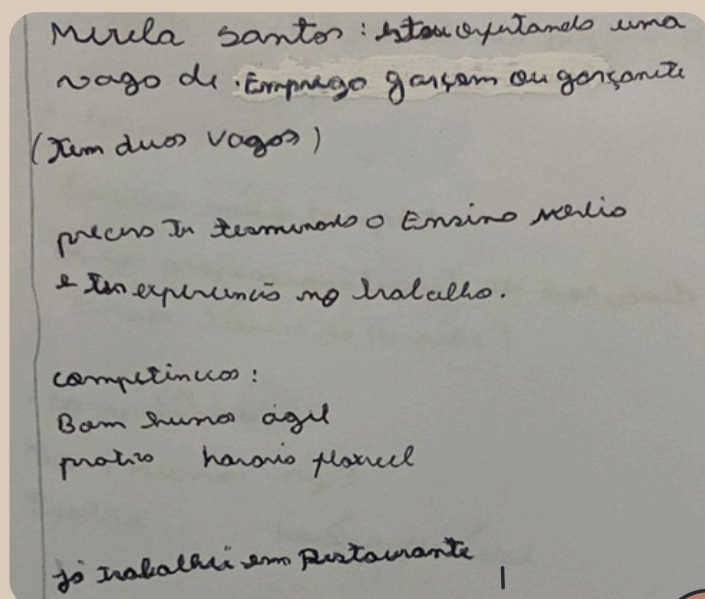 Mirela Santos: estou ofertando uma
vaga de Emprego garçom ou garçonete
(Tem duas vagas)
preciso Ter terminado o Ensino Medio
e ter experiencia no trabalho.
competências:
Bom humor ágil
pratico horario flexivel
já trabalhei em Restaurante